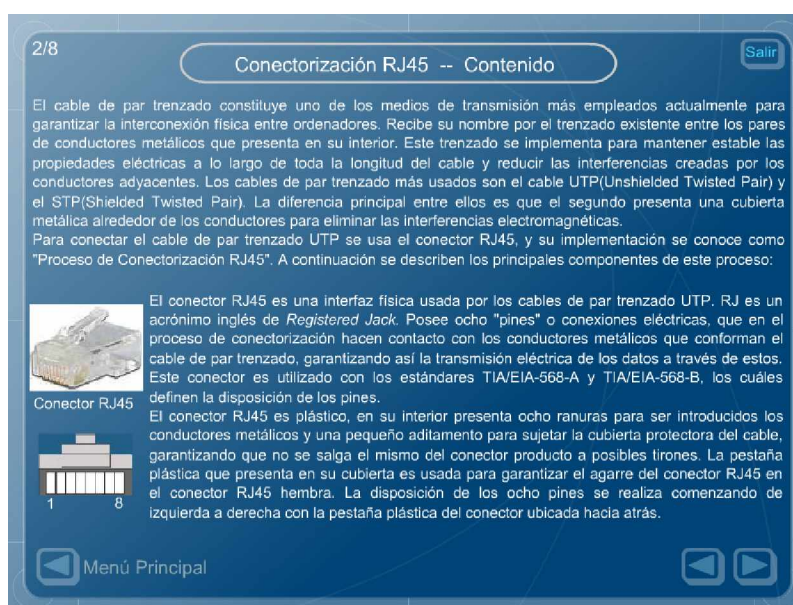 2/8
Conectorización RJ45 -- Contenido
Salir
El cable de par trenzado constituye uno de los medios de transmisión más empleados actualmente para
garantizar la interconexión física entre ordenadores. Recibe su nombre por el trenzado existente entre los pares
de conductores metálicos que presenta en su interior. Este trenzado se implementa para mantener estable las
propiedades eléctricas a lo largo de toda la longitud del cable y reducir las interferencias creadas por los
conductores adyacentes. Los cables de par trenzado más usados son el cable UTP(Unshielded Twisted Pair) y
el STP(Shielded Twisted Pair). La diferencia principal entre ellos es que el segundo presenta una cubierta
metálica alrededor de los conductores para eliminar las interferencias electromagnéticas.
Para conectar el cable de par trenzado UTP se usa el conector RJ45, y su implementación se conoce como
"Proceso de Conectorización RJ45". A continuación se describen los principales componentes de este proceso:
El conector RJ45 es una interfaz física usada por los cables de par trenzado UTP. RJ es un
acrónimo inglés de Registered Jack. Posee ocho "pines" o conexiones eléctricas, que en el
proceso de conectorización hacen contacto con los conductores metálicos que conforman el
cable de par trenzado, garantizando así la transmisión eléctrica de los datos a través de estos.
Este conector es utilizado con los estándares TIA/EIA-568-A y TIA/EIA-568-B, los cuáles
definen la disposición de los pines.
Conector RJ45
El conector RJ45 es plástico, en su interior presenta ocho ranuras para ser introducidos los
conductores metálicos y una pequeño aditamento para sujetar la cubierta protectora del cable,
garantizando que no se salga el mismo del conector producto a posibles tirones. La pestaña
plástica que presenta en su cubierta es usada para garantizar el agarre del conector RJ45 en
el conector RJ45 hembra. La disposición de los ocho pines se realiza comenzando de
izquierda a derecha con la pestaña plástica del conector ubicada hacia atrás.
1 8
Menú Principal